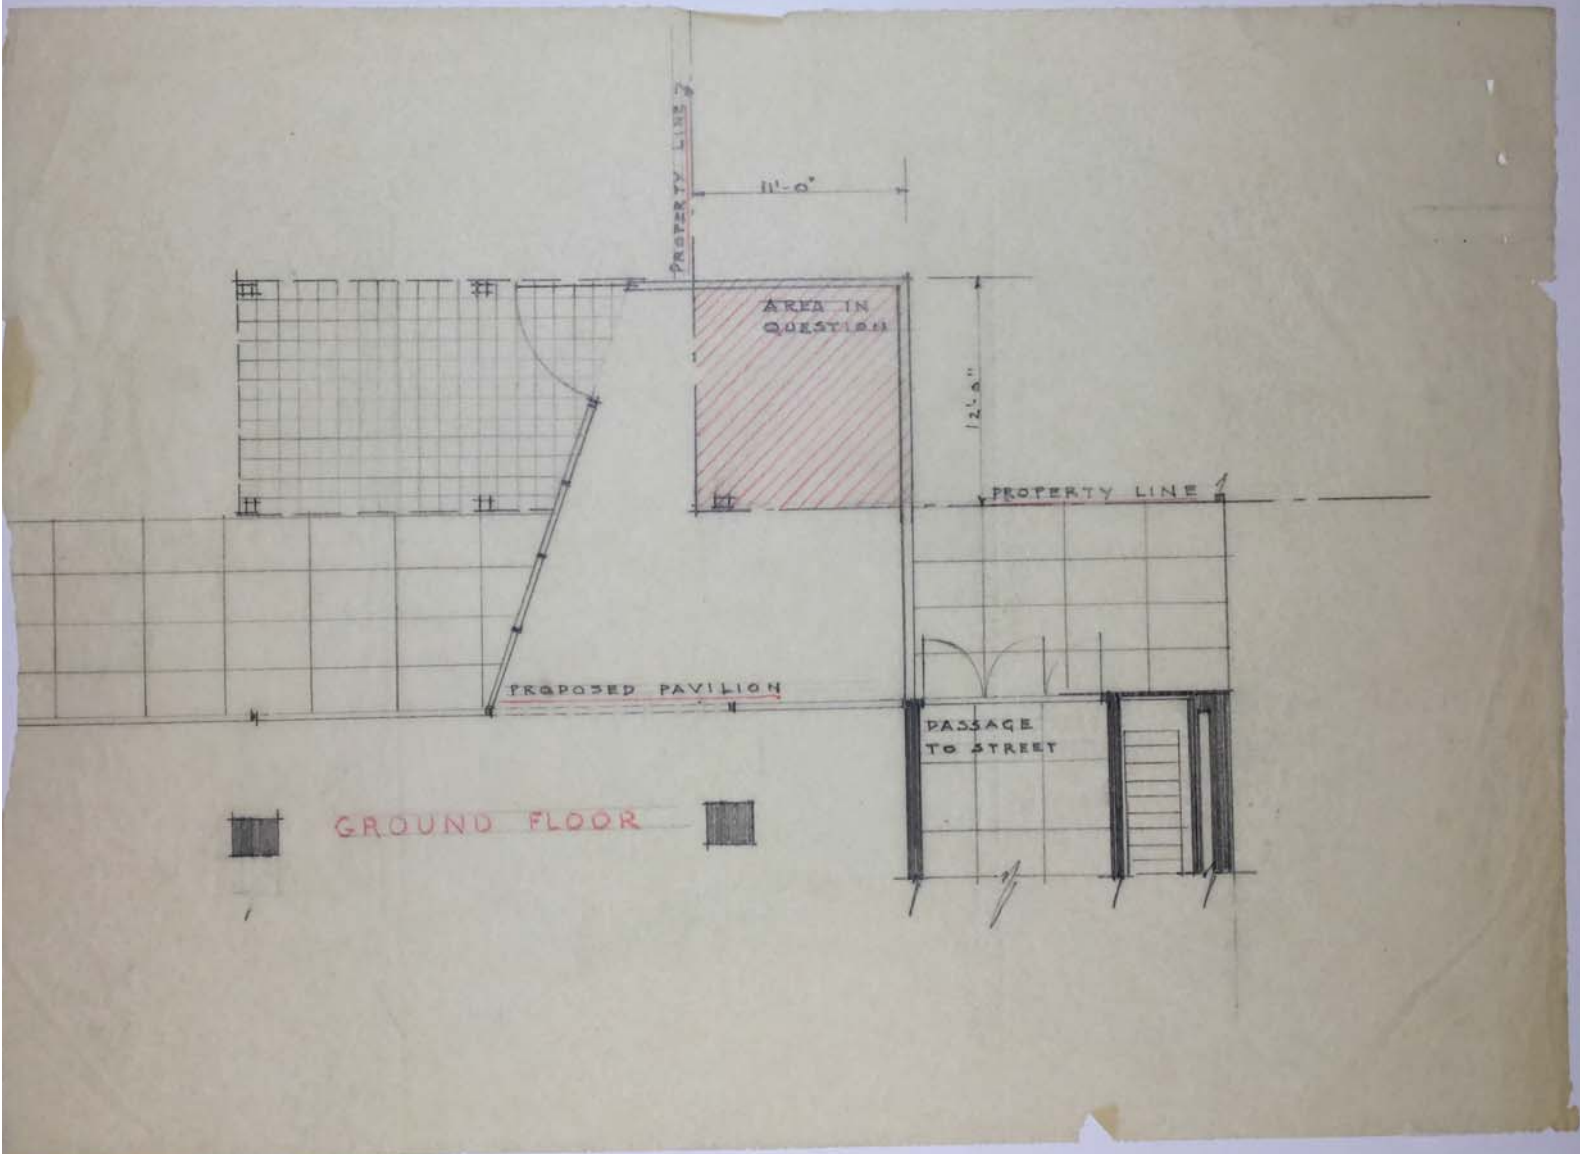 PROPERTY LINE
11'-0"
AREA IN
QUESTION
12'-0"
PROPERTY LINE
PROPOSED PAVILION
PASSAGE
TO STREET
GROUND FLOOR